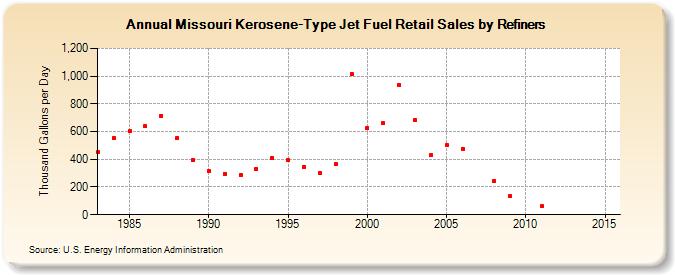 Annual Missouri Kerosene-Type Jet Fuel Retail Sales by Refiners
Thousand Gallons per Day
1,200
1,000
800
600
400
200
0
1985 1990 1995 2000 2005 2010 2015
Source: U.S. Energy Information Administration